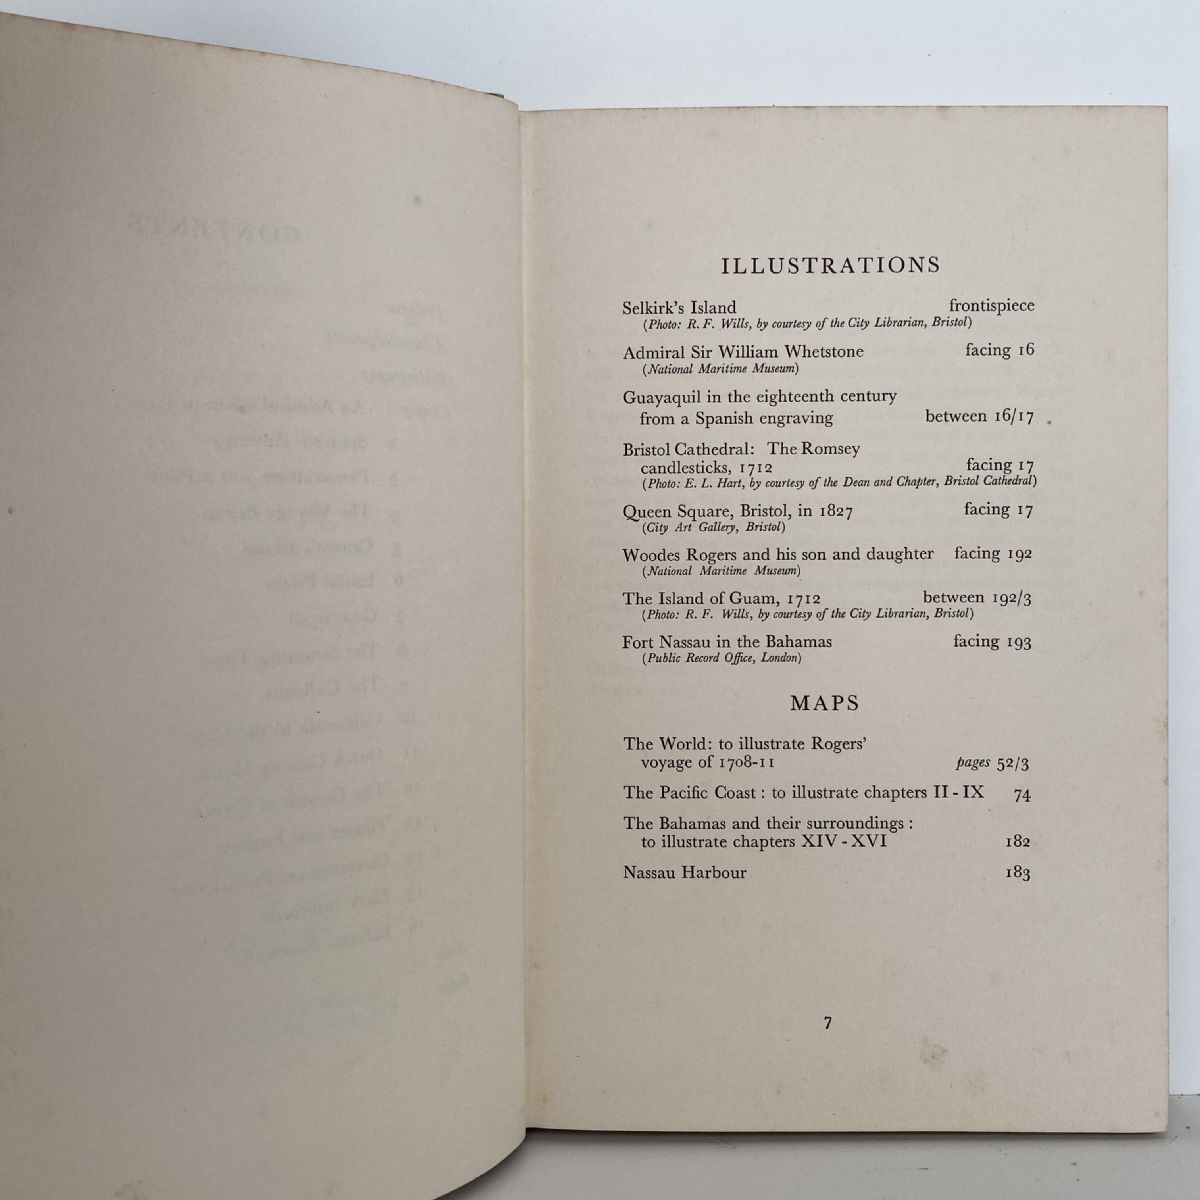 ILLUSTRATIONS
Selkirk's Island frontispiece
(Photo: R. F. Wills, by courtesy of the City Librarian, Bristol)
Admiral Sir William Whetstone facing 16
(National Maritime Museum)
Guayaquil in the eighteenth century
from a Spanish engraving between 16/17
Bristol Cathedral: The Romsey
candlesticks, 1712 facing 17
(Photo: E. L. Hart, by courtesy of the Dean and Chapter, Bristol Cathedral)
Queen Square, Bristol, in 1827 facing 17
(City Art Gallery, Bristol)
Woodes Rogers and his son and daughter facing 192
(National Maritime Museum)
The Island of Guam, 1712 between 192/3
(Photo: R. F. Wills, by courtesy of the City Librarian, Bristol)
Fort Nassau in the Bahamas facing 193
(Public Record Office, London)
MAPS
The World: to illustrate Rogers'
voyage of 1708-11 pages 52/3
The Pacific Coast : to illustrate chapters II - IX 74
The Bahamas and their surroundings :
to illustrate chapters XIV - XVI 182
Nassau Harbour 183
7